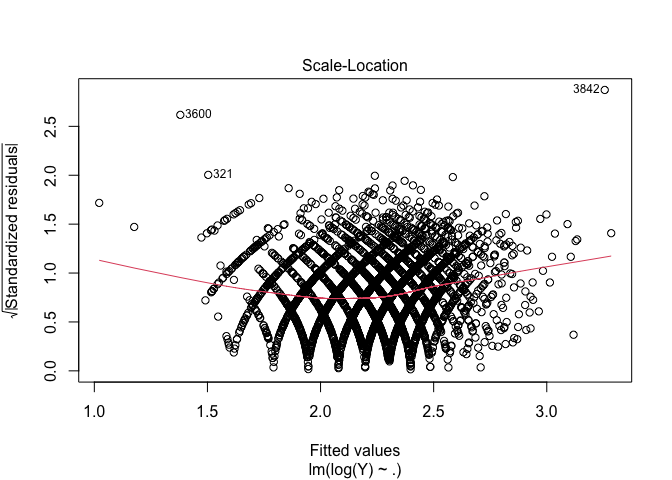 Scale-Location
√|Standardized residuals|
2.5
2.0
1.5
1.0
0.5
0.0
3842
3600
321
1.0 1.5 2.0 2.5 3.0
Fitted values
lm(log(Y) ~ .)